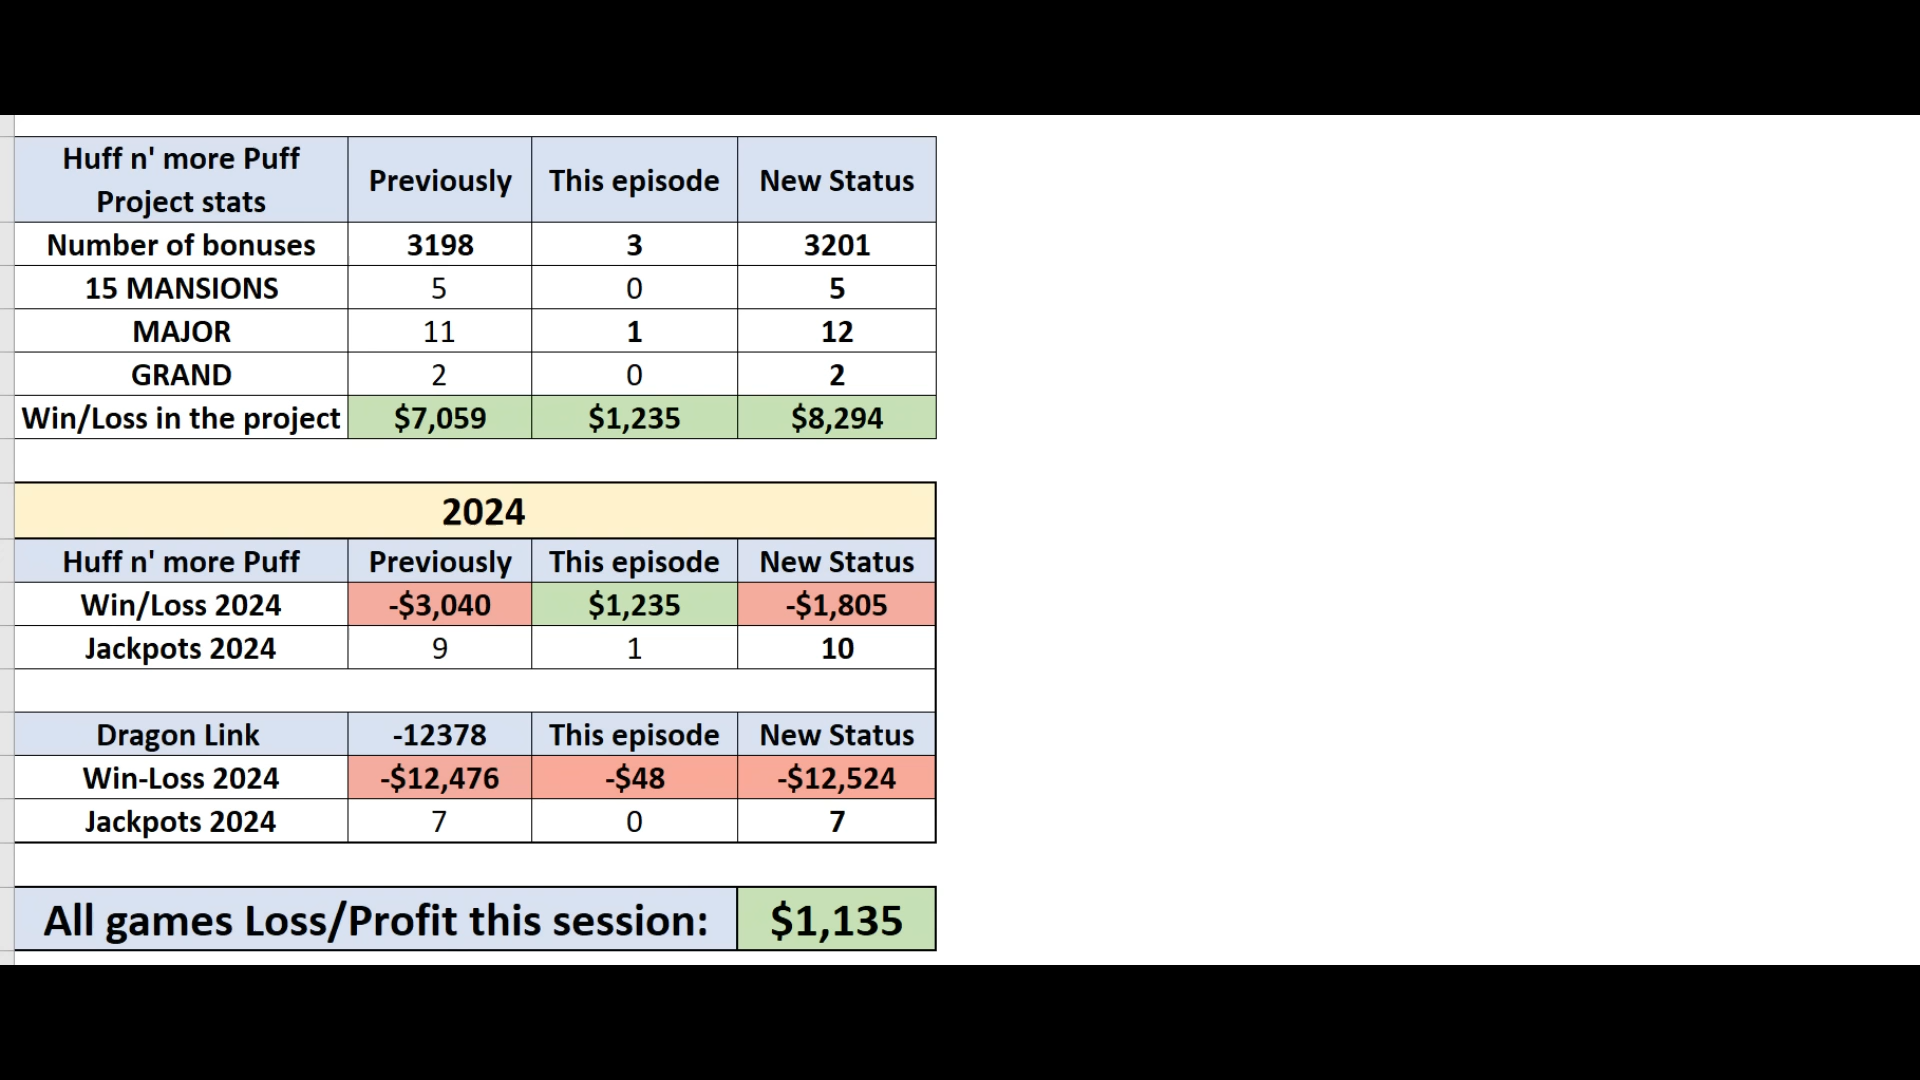 Huff n' more Puff
Project stats
Previously
This episode
New Status
Number of bonuses 3198 3 3201
15 MANSIONS 5 0 5
MAJOR 11 1 12
GRAND 2 0 2
Win/Loss in the project $7,059 $1,235 $8,294
2024
Huff n' more Puff Previously This episode New Status
Win/Loss 2024 -$3,040 $1,235 -$1,805
Jackpots 2024 9 1 10
Dragon Link -12378 This episode New Status
Win-Loss 2024 -$12,476 -$48 -$12,524
Jackpots 2024 7 0 7
All games Loss/Profit this session: $1,135